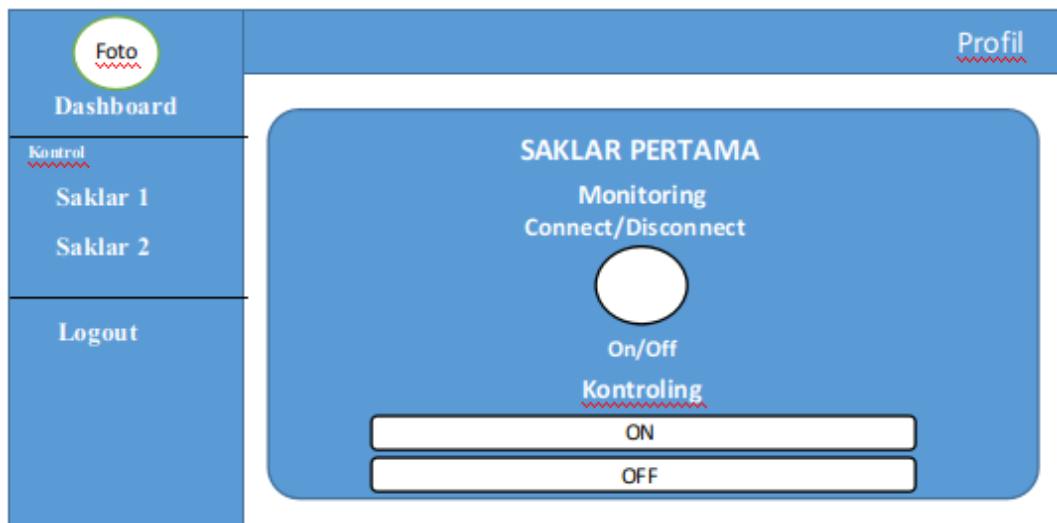 Foto
Dashboard
Kontrol
Saklar 1
Saklar 2
Logout
Profil
SAKLAR PERTAMA
Monitoring
Connect/Disconnect
On/Off
Kontroling
ON
OFF